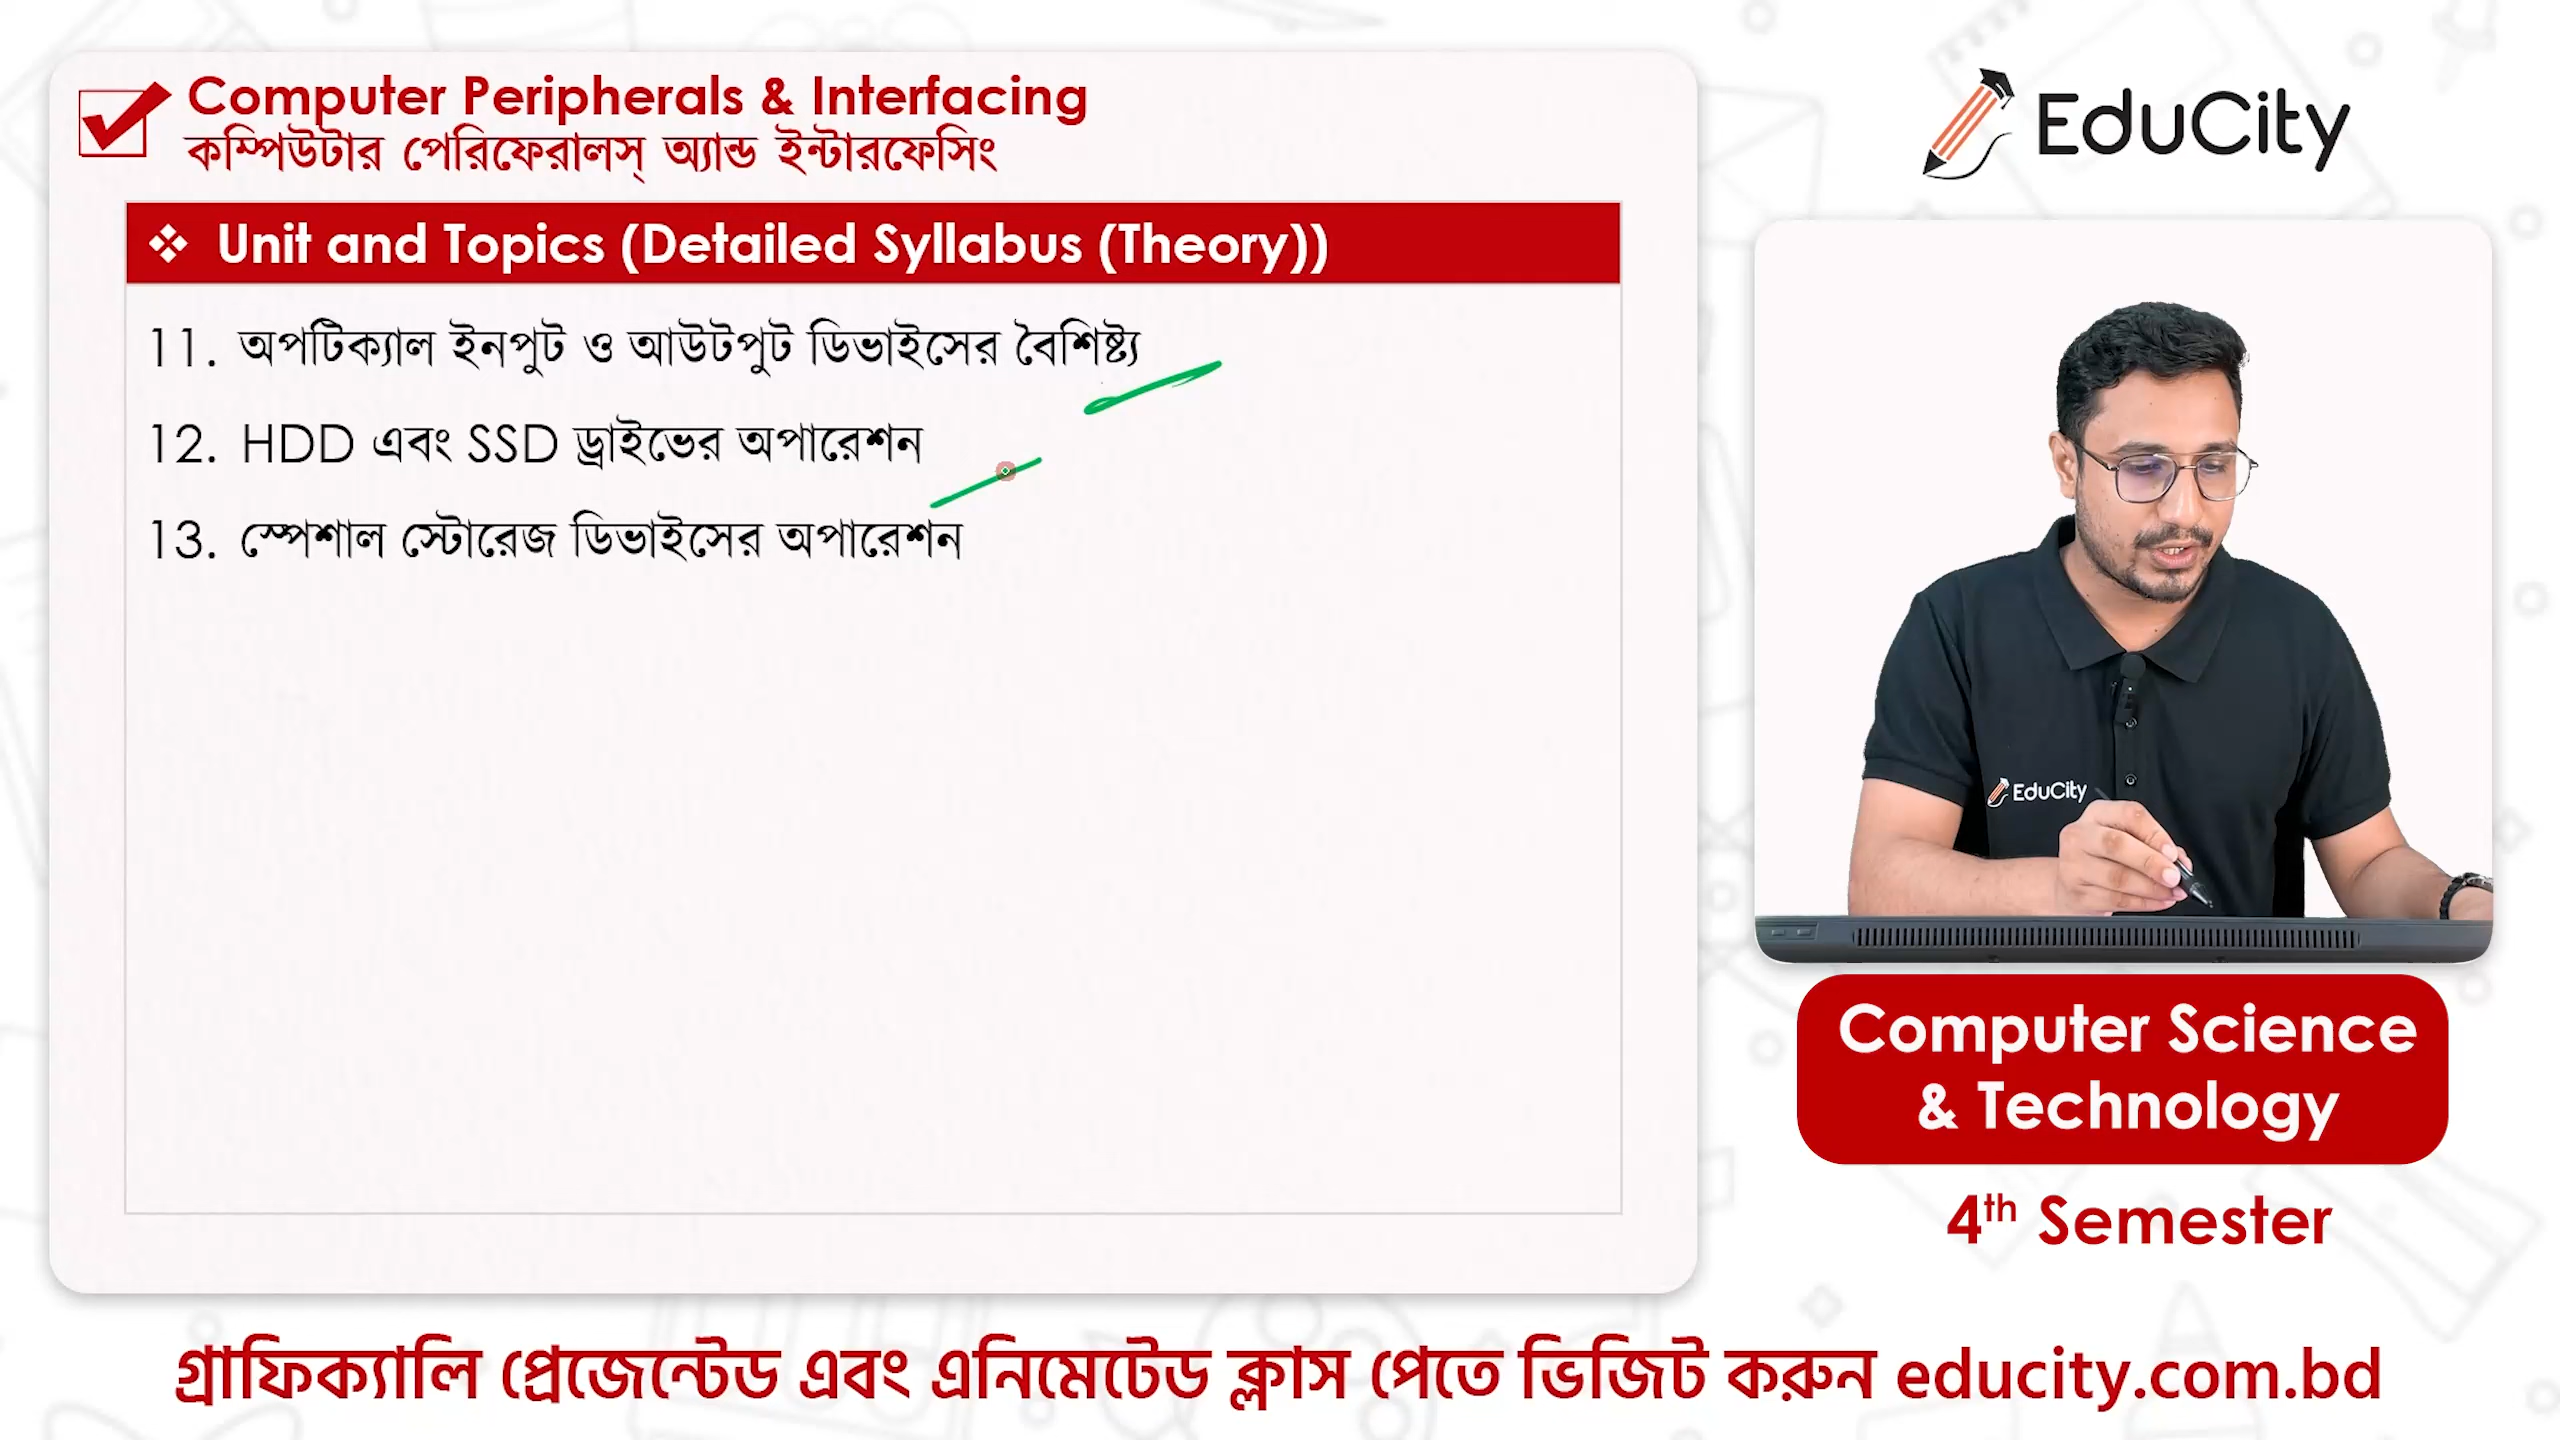 Computer Peripherals & Interfacing
কম্পিউটার পেরিফেরালস্ অ্যান্ড ইন্টারফেসিং
Unit and Topics (Detailed Syllabus (Theory))
11. অপটিক্যাল ইনপুট ও আউটপুট ডিভাইসের বৈশিষ্ট্য
12. HDD এবং SSD ড্রাইভের অপারেশন
13. স্পেশাল স্টোরেজ ডিভাইসের অপারেশন
EduCity
EduCity
Computer Science
& Technology
4th Semester
গ্রাফিক্যালি প্রেজেন্টেড এবং এনিমেটেড ক্লাস পেতে ভিজিট করুন educity.com.bd